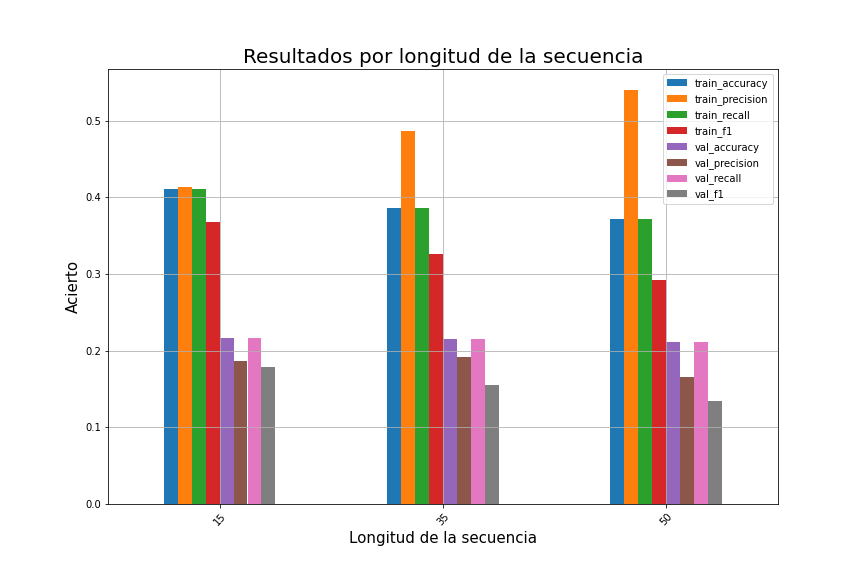 Resultados por longitud de la secuencia
train_accuracy
train_precision
train_recall
train_f1
val_accuracy
val_precision
val_recall
val_f1
Acierto
0.5
0.4
0.3
0.2
0.1
0.0
15
35
50
Longitud de la secuencia